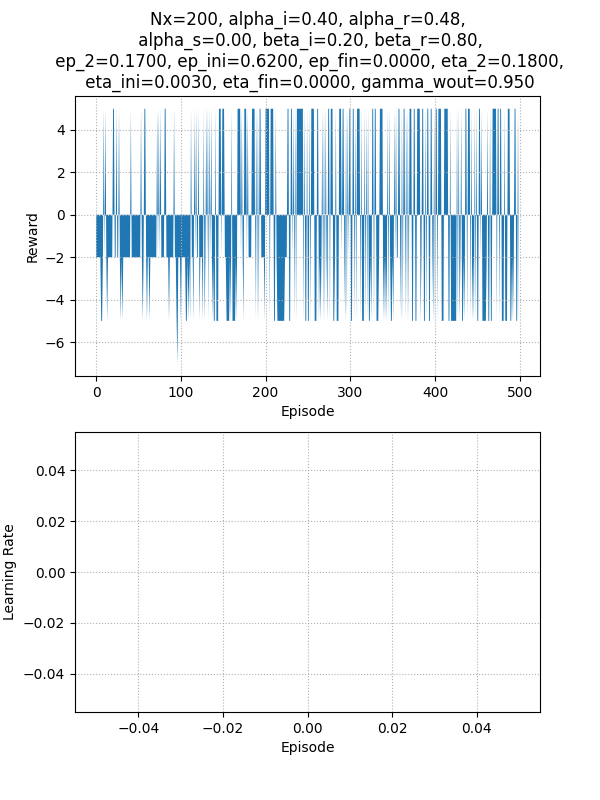 Nx=200, alpha_i=0.40, alpha_r=0.48,
alpha_s=0.00, beta_i=0.20, beta_r=0.80,
ep_2=0.1700, ep_ini=0.6200, ep_fin=0.0000, eta_2=0.1800,
eta_ini=0.0030, eta_fin=0.0000, gamma_wout=0.950
4
2
0
−2
−4
−6
Reward
0 100 200 300 400 500
Episode
0.04
0.02
0.00
−0.02
−0.04
Learning Rate
−0.04 −0.02 0.00 0.02 0.04
Episode